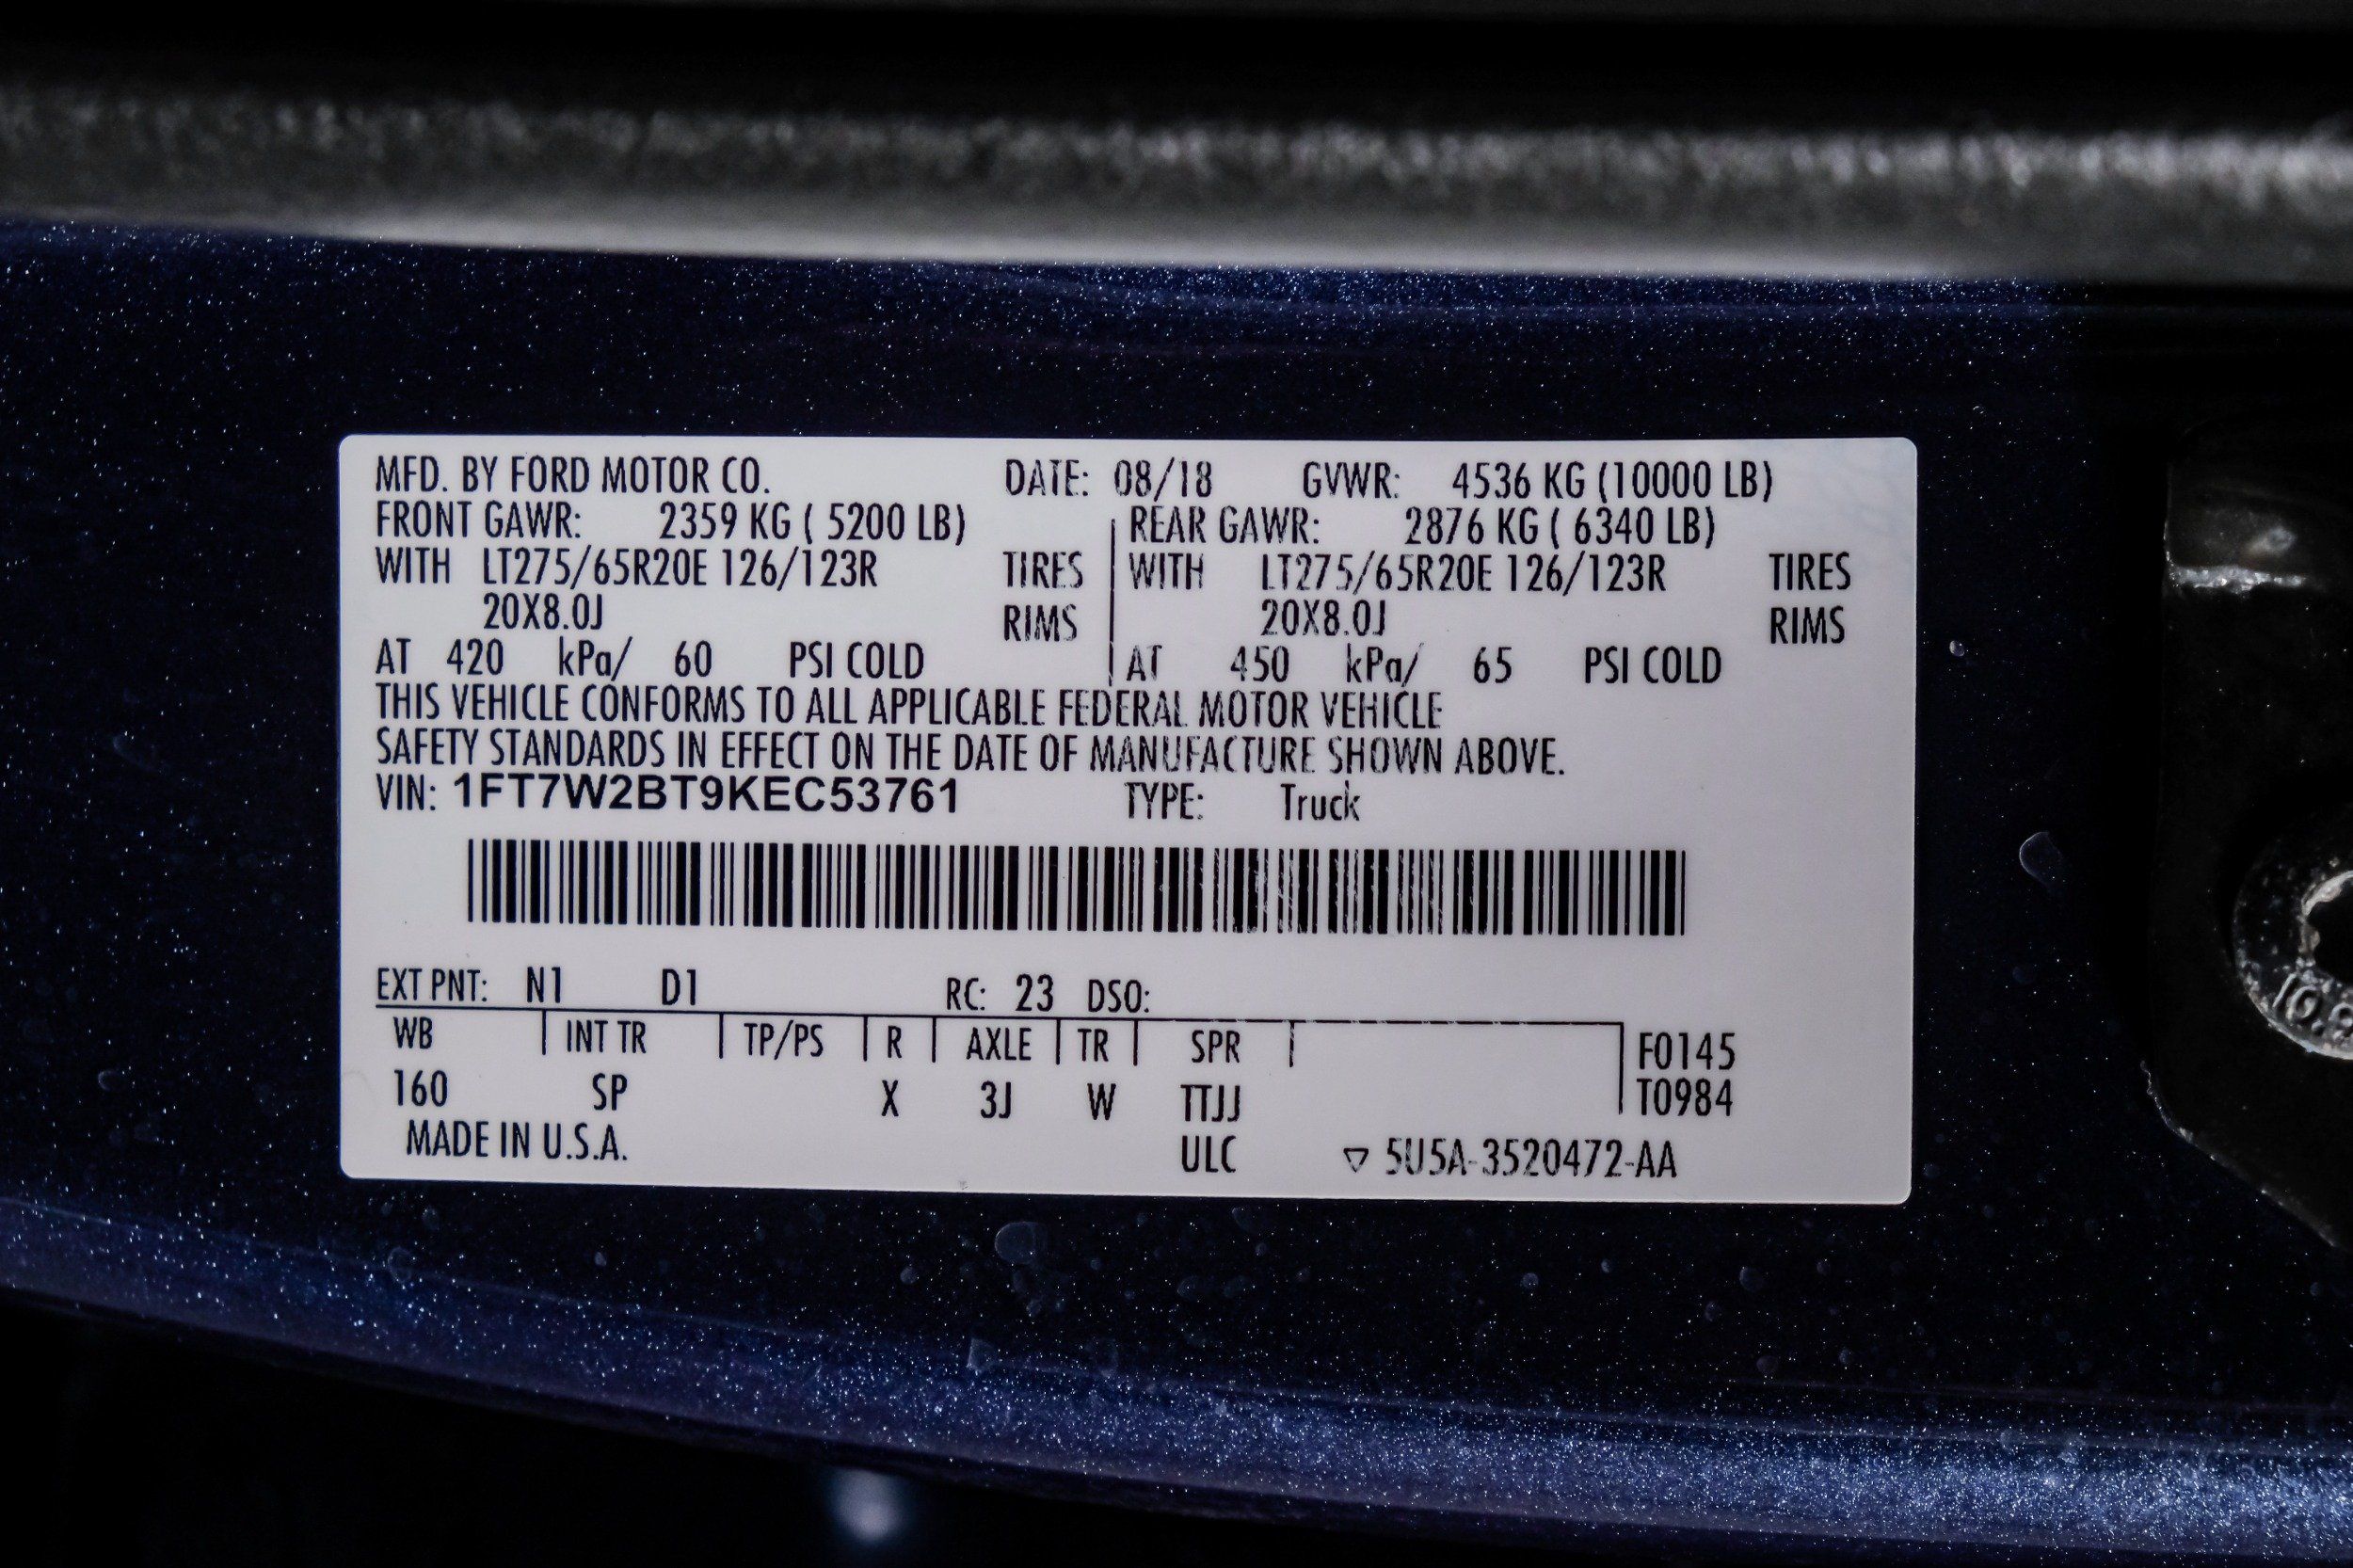 MFD. BY FORD MOTOR CO. DATE: 08/18 GVWR: 4536 KG (10000 LB)
FRONT GAWR: 2359 KG ( 5200 LB) REAR GAWR: 2876 KG ( 6340 LB)
WITH LT275/65R20E 126/123R TIRES WITH LT275/65R20E 126/123R TIRES
20X8.0J RIMS 20X8.0J RIMS
AT 420 kPa/ 60 PSI COLD AT 450 kPa/ 65 PSI COLD
THIS VEHICLE CONFORMS TO ALL APPLICABLE FEDERAL MOTOR VEHICLE
SAFETY STANDARDS IN EFFECT ON THE DATE OF MANUFACTURE SHOWN ABOVE.
VIN: 1FT7W2BT9KEC53761 TYPE: Truck
EXT PNT: N1 D1 RC: 23 DSO:
WB INT TR TP/PS R AXLE TR SPR F0145
160 SP X 3J W TTJJ T0984
MADE IN U.S.A. ULC ▽ 5U5A-3520472-AA
10.9